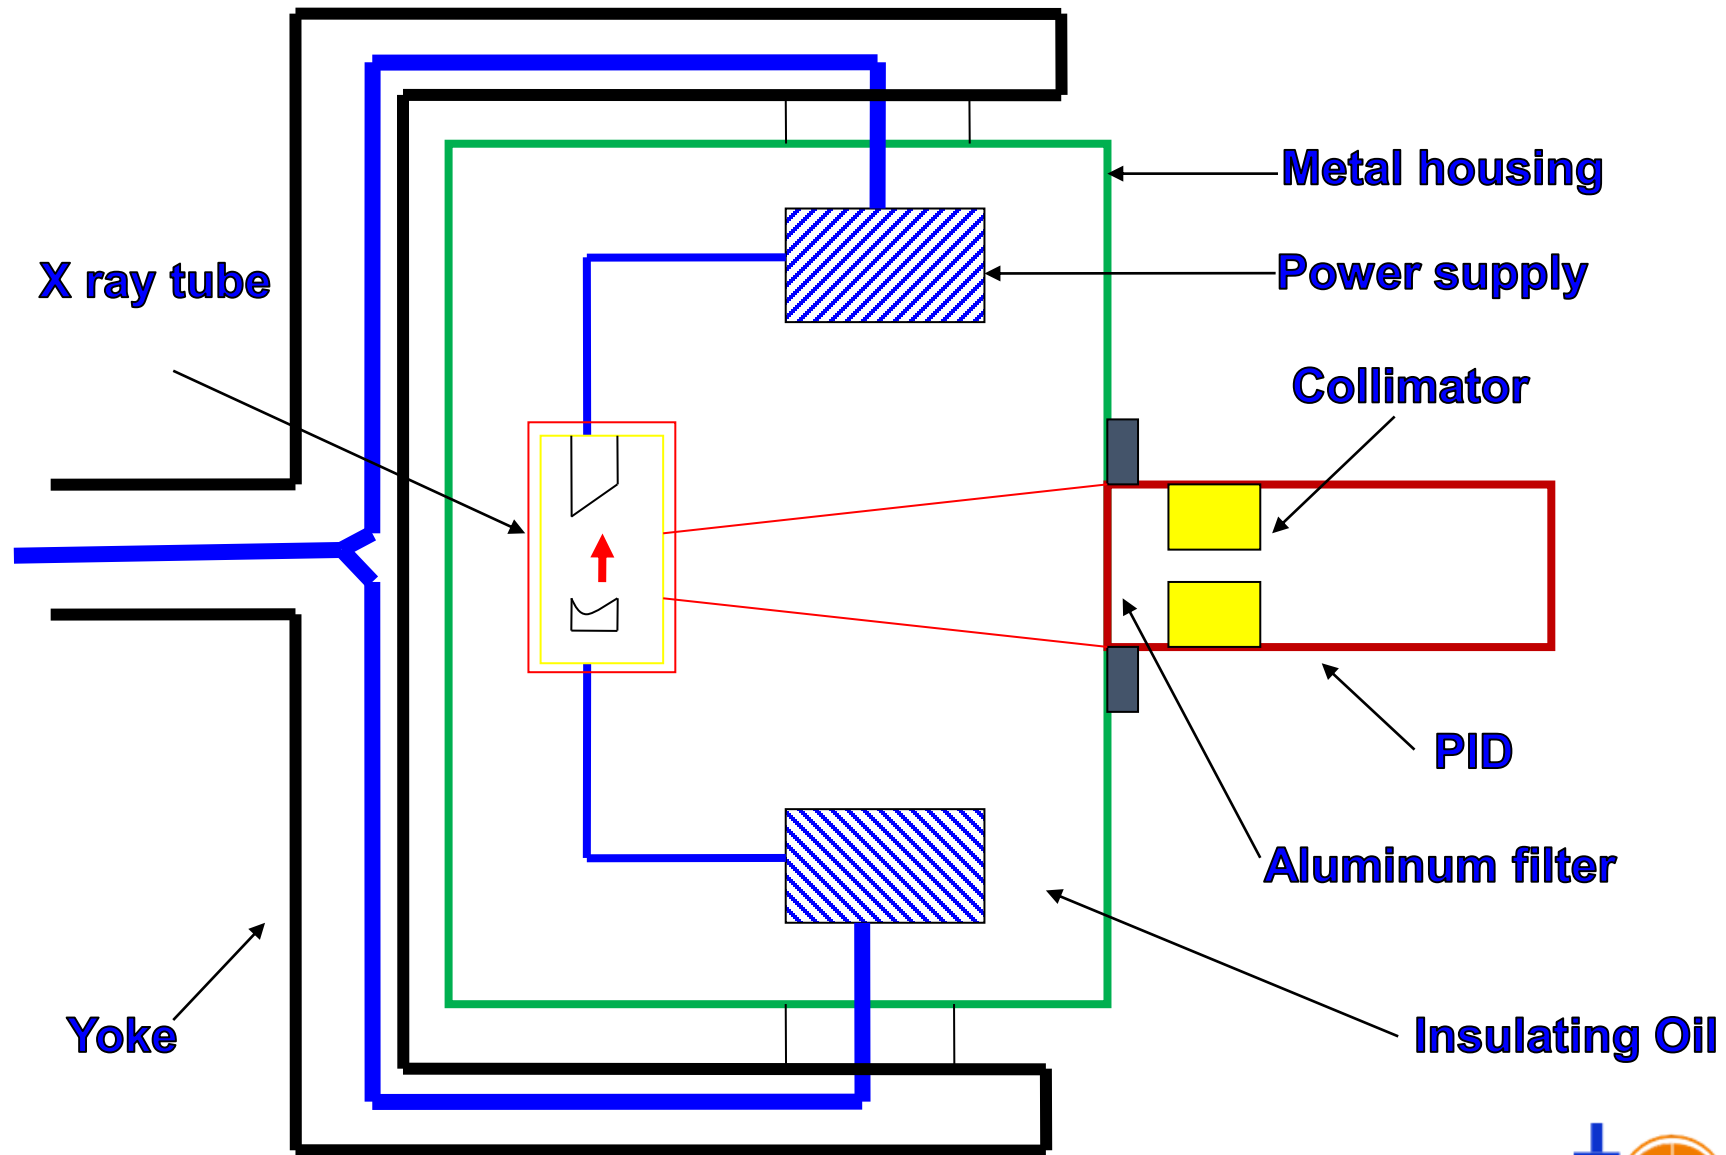 Metal housing
X ray tube
Power supply
Collimator
PID
Aluminum filter
Yoke
Insulating Oil